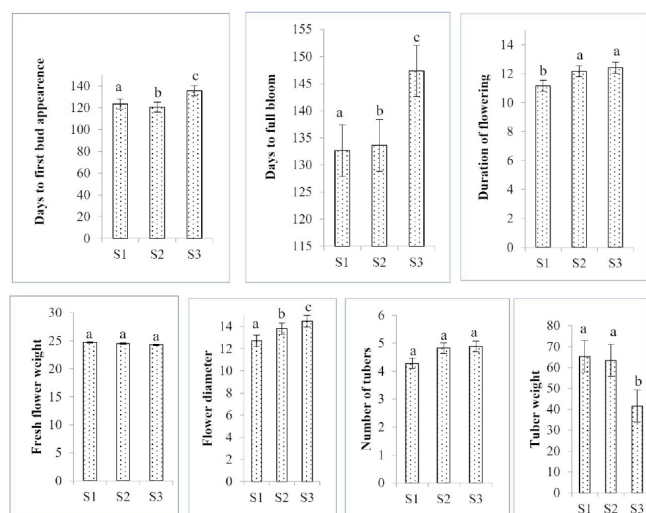 Days to first bud appearence
140
120
100
80
60
40
20
0
a
b
c
S1 S2 S3
Days to full bloom
155
150
145
140
135
130
125
120
115
a
b
c
S1 S2 S3
Duration of flowering
14
12
10
8
6
4
2
0
b
a
a
S1 S2 S3
Fresh flower weight
30
25
20
15
10
5
0
a
a
a
S1 S2 S3
Flower diameter
14
12
10
8
6
4
2
0
a
b
c
S1 S2 S3
Number of tubers
6
5
4
3
2
1
0
a
a
a
S1 S2 S3
Tuber weight
80
70
60
50
40
30
20
10
0
a
a
b
S1 S2 S3